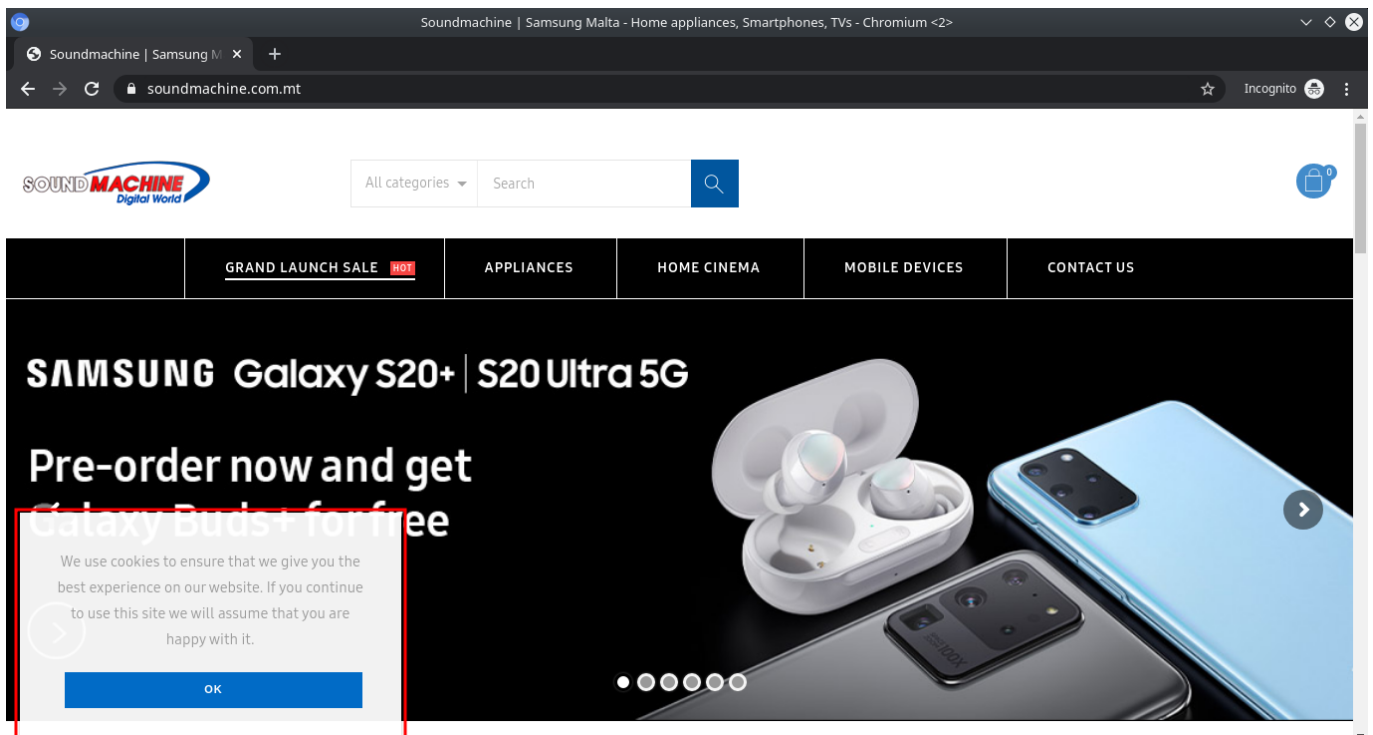 Soundmachine | Samsung Malta - Home appliances, Smartphones, TVs - Chromium <2>
Soundmachine | Samsung M
soundmachine.com.mt
Incognito
SOUND MACHINE
Digital World
All categories
Search
0
GRAND LAUNCH SALE HOT
APPLIANCES
HOME CINEMA
MOBILE DEVICES
CONTACT US
SAMSUNG Galaxy S20+ | S20 Ultra 5G
Pre-order now and get
Galaxy Buds+ for free
We use cookies to ensure that we give you the
best experience on our website. If you continue
to use this site we will assume that you are
happy with it.
OK
100X